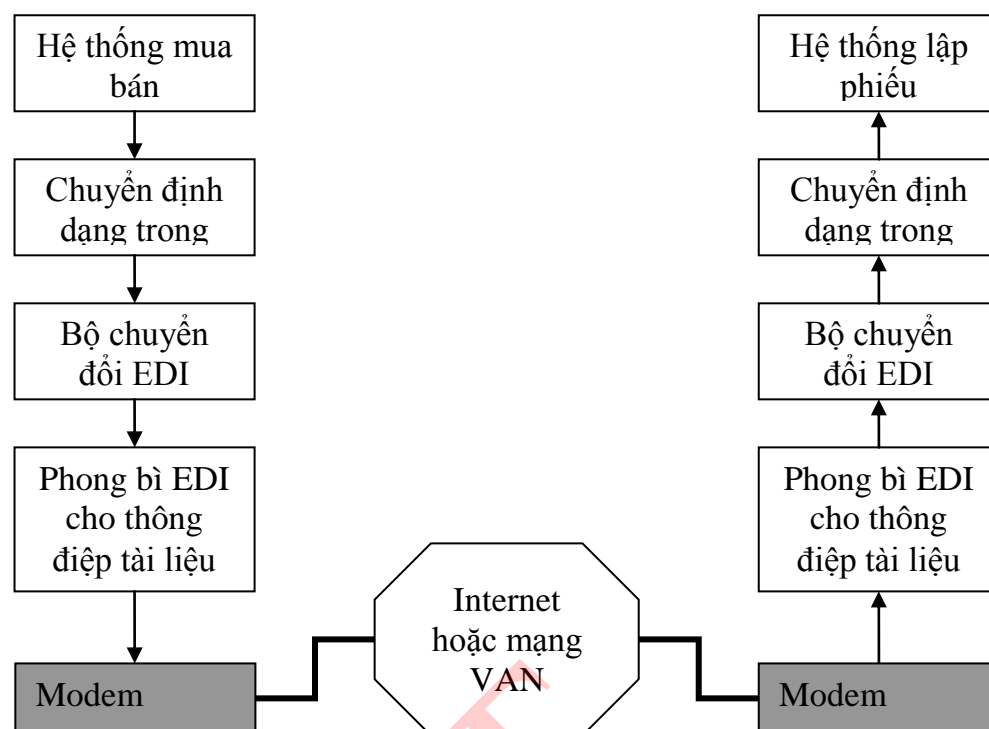 Hệ thống mua
bán
Chuyển định
dạng trong
Bộ chuyển
đổi EDI
Phong bì EDI
cho thông
điệp tài liệu
Modem
Internet
hoặc mạng
VAN
Hệ thống lập
phiếu
Chuyển định
dạng trong
Bộ chuyển
đổi EDI
Phong bì EDI
cho thông
điệp tài liệu
Modem